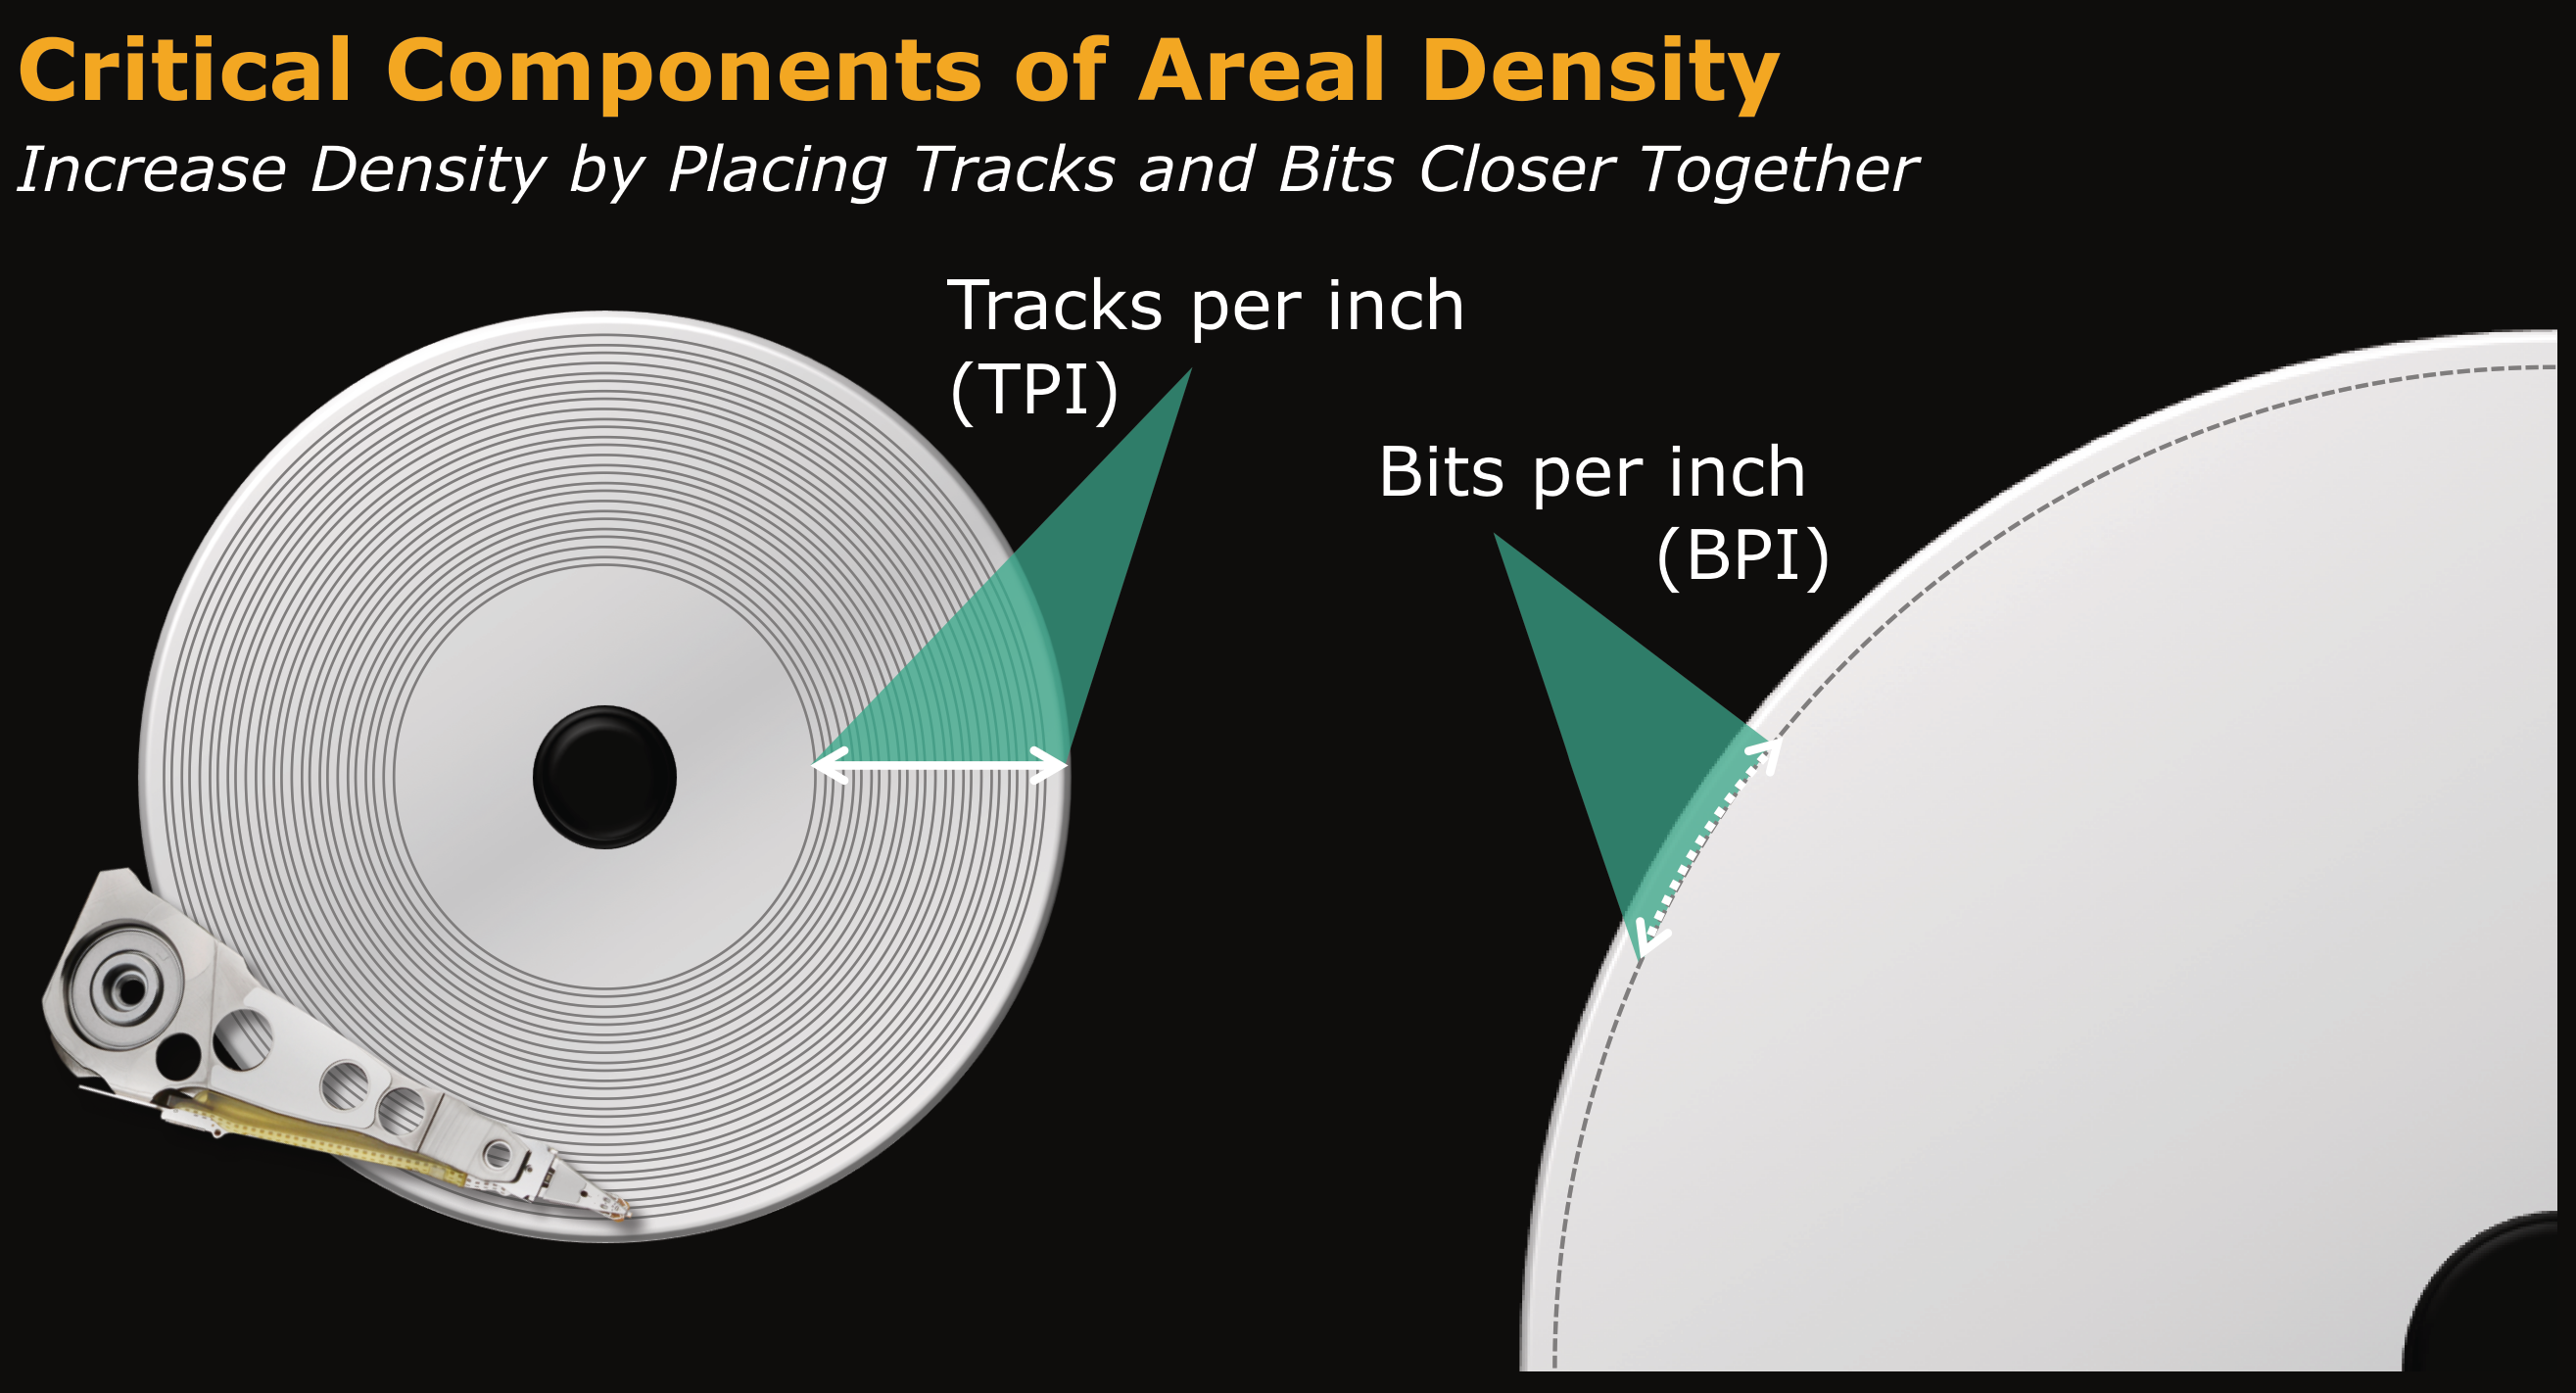 Critical Components of Areal Density
Increase Density by Placing Tracks and Bits Closer Together
Tracks per inch
(TPI)
Bits per inch
(BPI)